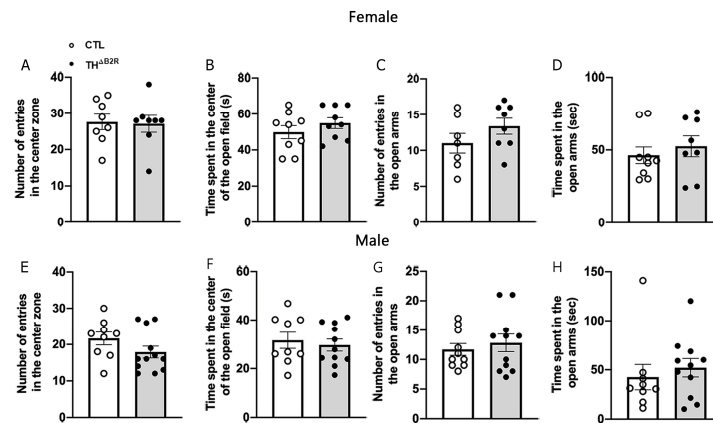 Female
CTL
TH^ΔB2R
A
Number of entries
in the center zone
40
30
20
10
0
B
Time spent in the center
of the open field (s)
80
60
40
20
0
C
Number of entries in
the open arms
20
15
10
5
0
D
Time spent in the
open arms (sec)
100
50
0
Male
E
Number of entries
in the center zone
40
30
20
10
0
F
Time spent in the center
of the open field (s)
60
40
20
0
G
Number of entries in
the open arms
25
20
15
10
5
0
H
Time spent in the
open arms (sec)
150
100
50
0